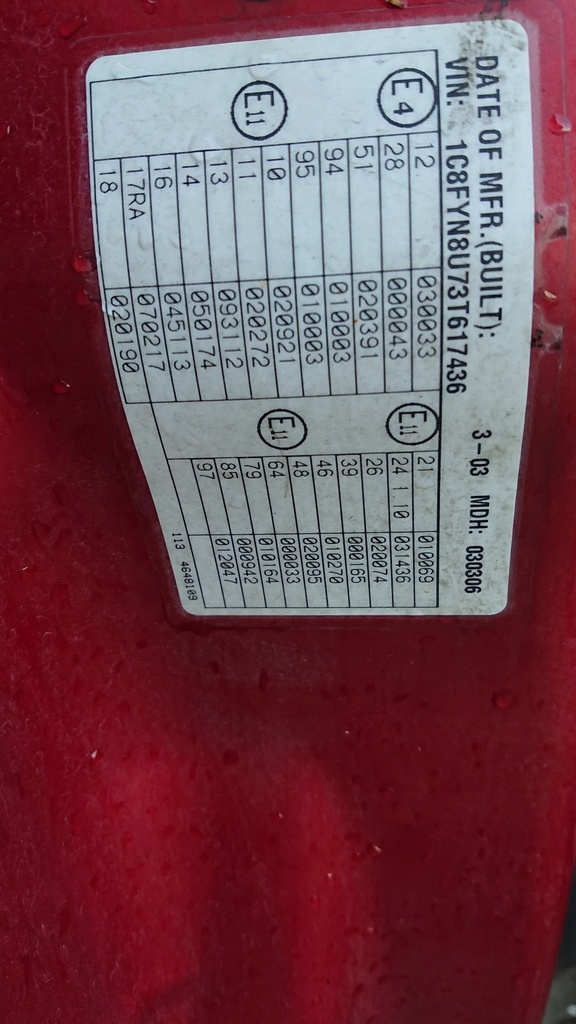 DATE OF MFR.(BUILT): 3-03 MDH: 030306
VIN: 1C8FYN8U73T617436
E4 12 030033 E11 21 010069
28 000043 24 1.10 031436
51 020391 26 020074
94 010003 39 000165
95 010003 46 010270
E11 10 020921 48 020095
11 020272 E11 64 000033
13 093112 79 010164
14 050174 85 000942
16 045113 97 012047
17RA 070217
18 020190
113 4648109